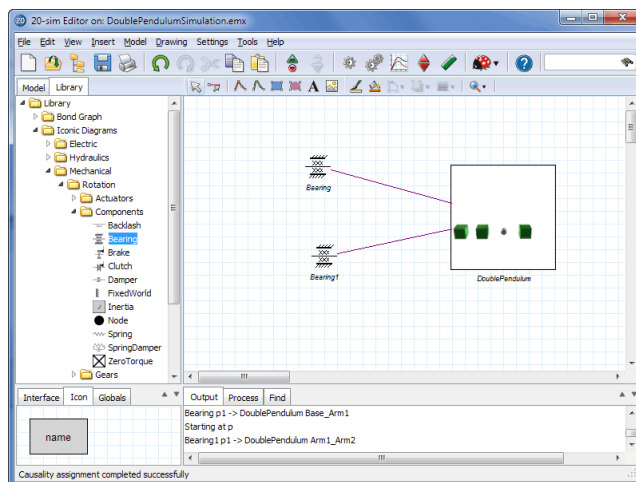 20-sim Editor on: DoublePendulumSimulation.emx
File Edit View Insert Model Drawing Settings Tools Help
Model Library
Library
Bond Graph
Iconic Diagrams
Electric
Hydraulics
Mechanical
Rotation
Actuators
Components
Backlash
Bearing
Brake
Clutch
Damper
FixedWorld
Inertia
Node
Spring
SpringDamper
ZeroTorque
Gears
Bearing
Bearing1
DoublePendulum
Interface Icon Globals
name
Output Process Find
Bearing p1 -> DoublePendulum Base_Arm1
Starting at p
Bearing1 p1 -> DoublePendulum Arm1_Arm2
Causality assignment completed successfully